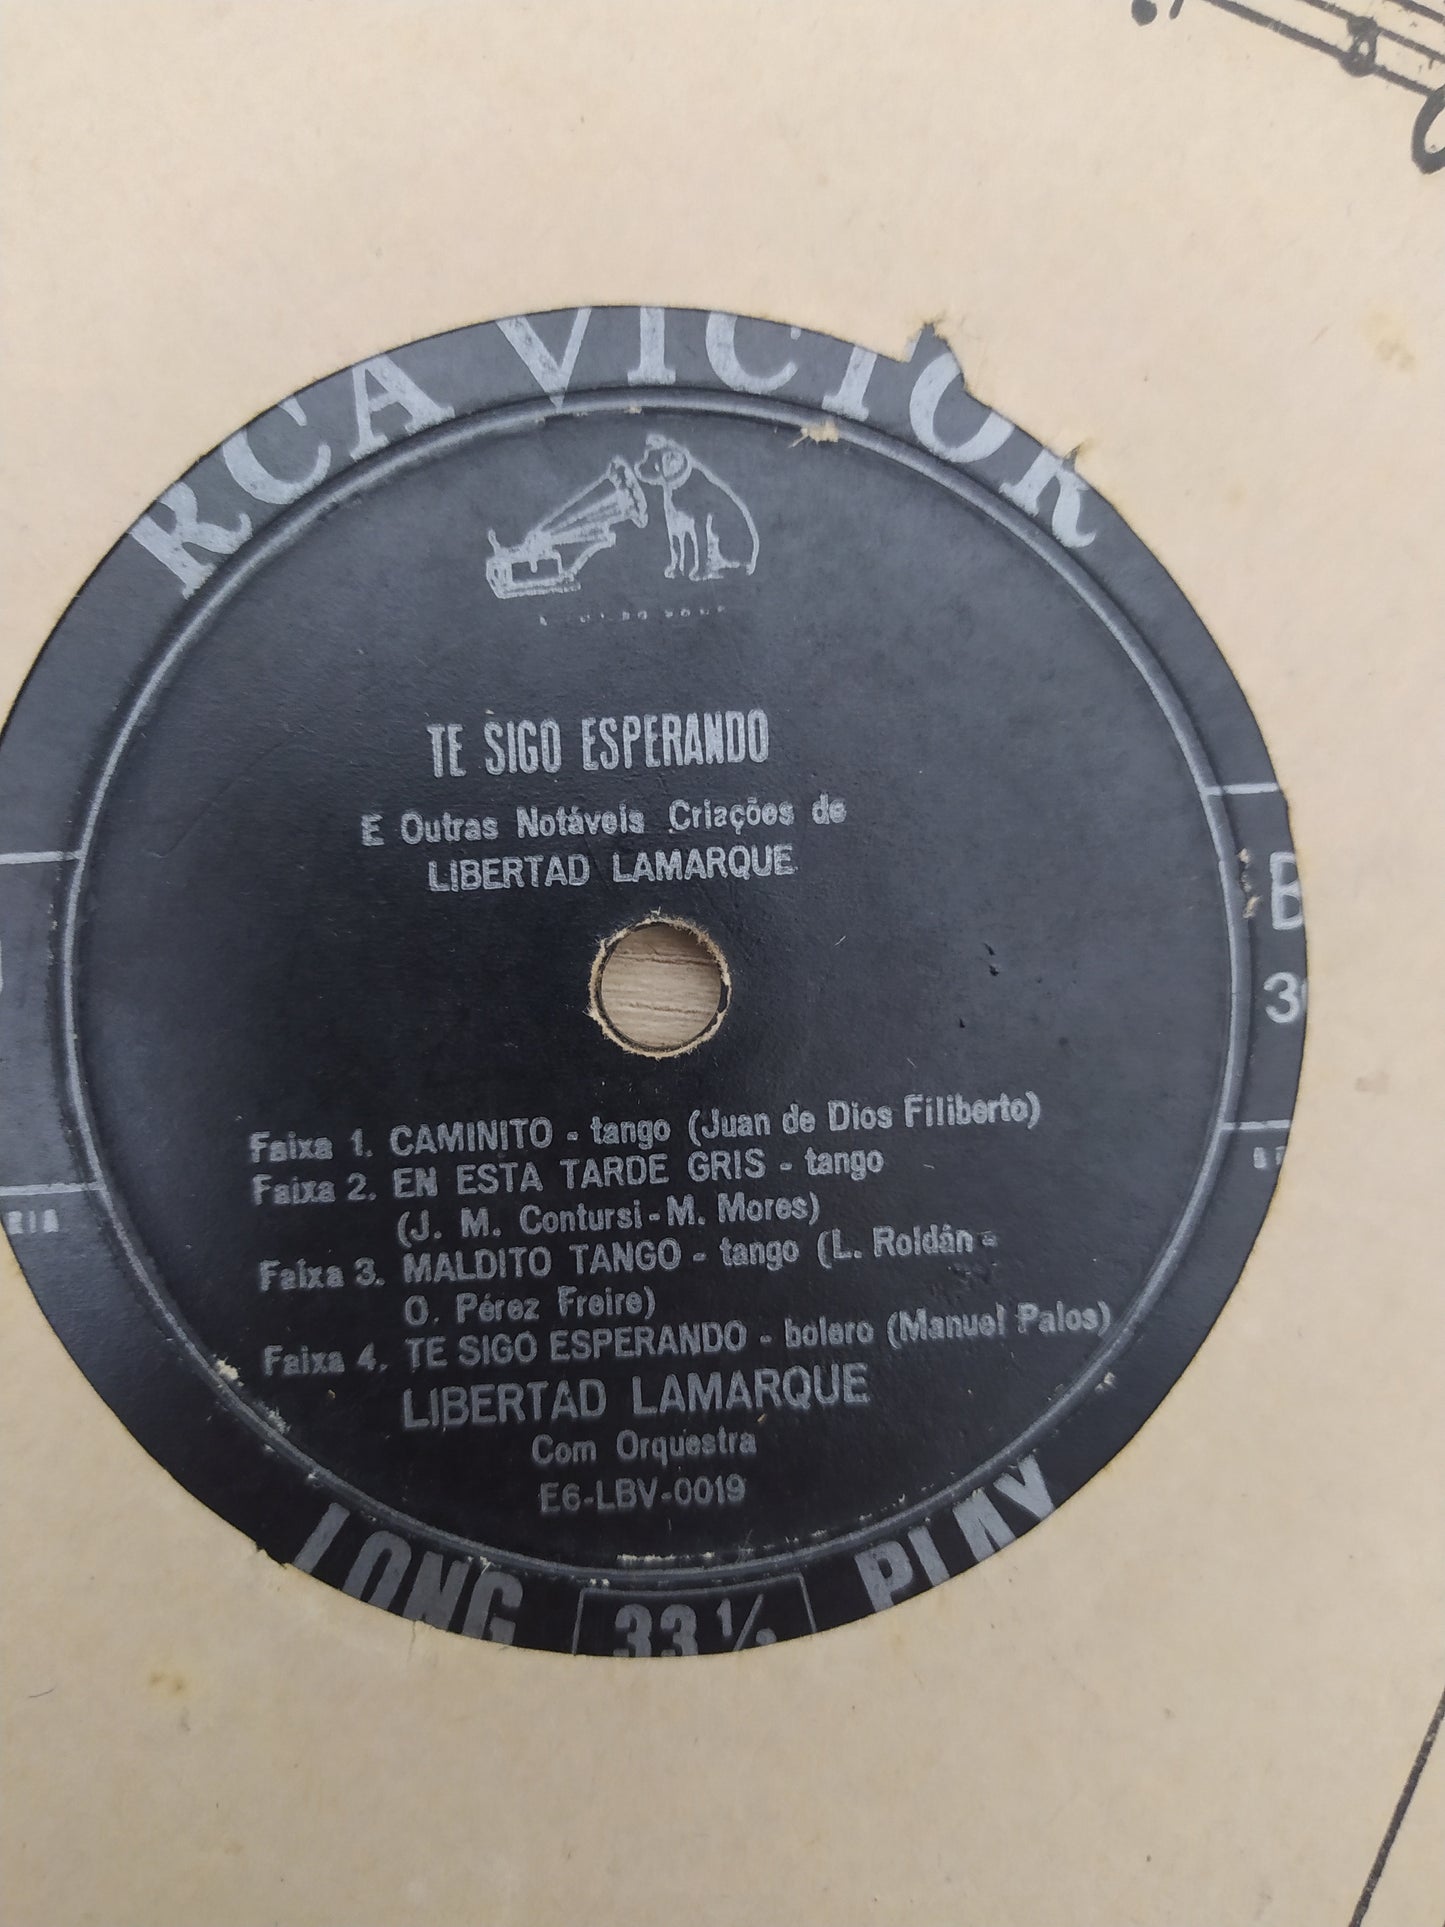 RCA VICTOR
TE SIGO ESPERANDO
E Outras Notáveis Criações de
LIBERTAD LAMARQUE
B
Faixa 1. CAMINITO - tango (Juan de Dios Filiberto)
Faixa 2. EN ESTA TARDE GRIS - tango
(J. M. Contursi - M. Mores)
Faixa 3. MALDITO TANGO - tango (L. Roldán -
O. Pérez Freire)
Faixa 4. TE SIGO ESPERANDO - bolero (Manuel Palos)
LIBERTAD LAMARQUE
Com Orquestra
E6-LBV-0019
LONG 33 1/ PLAY